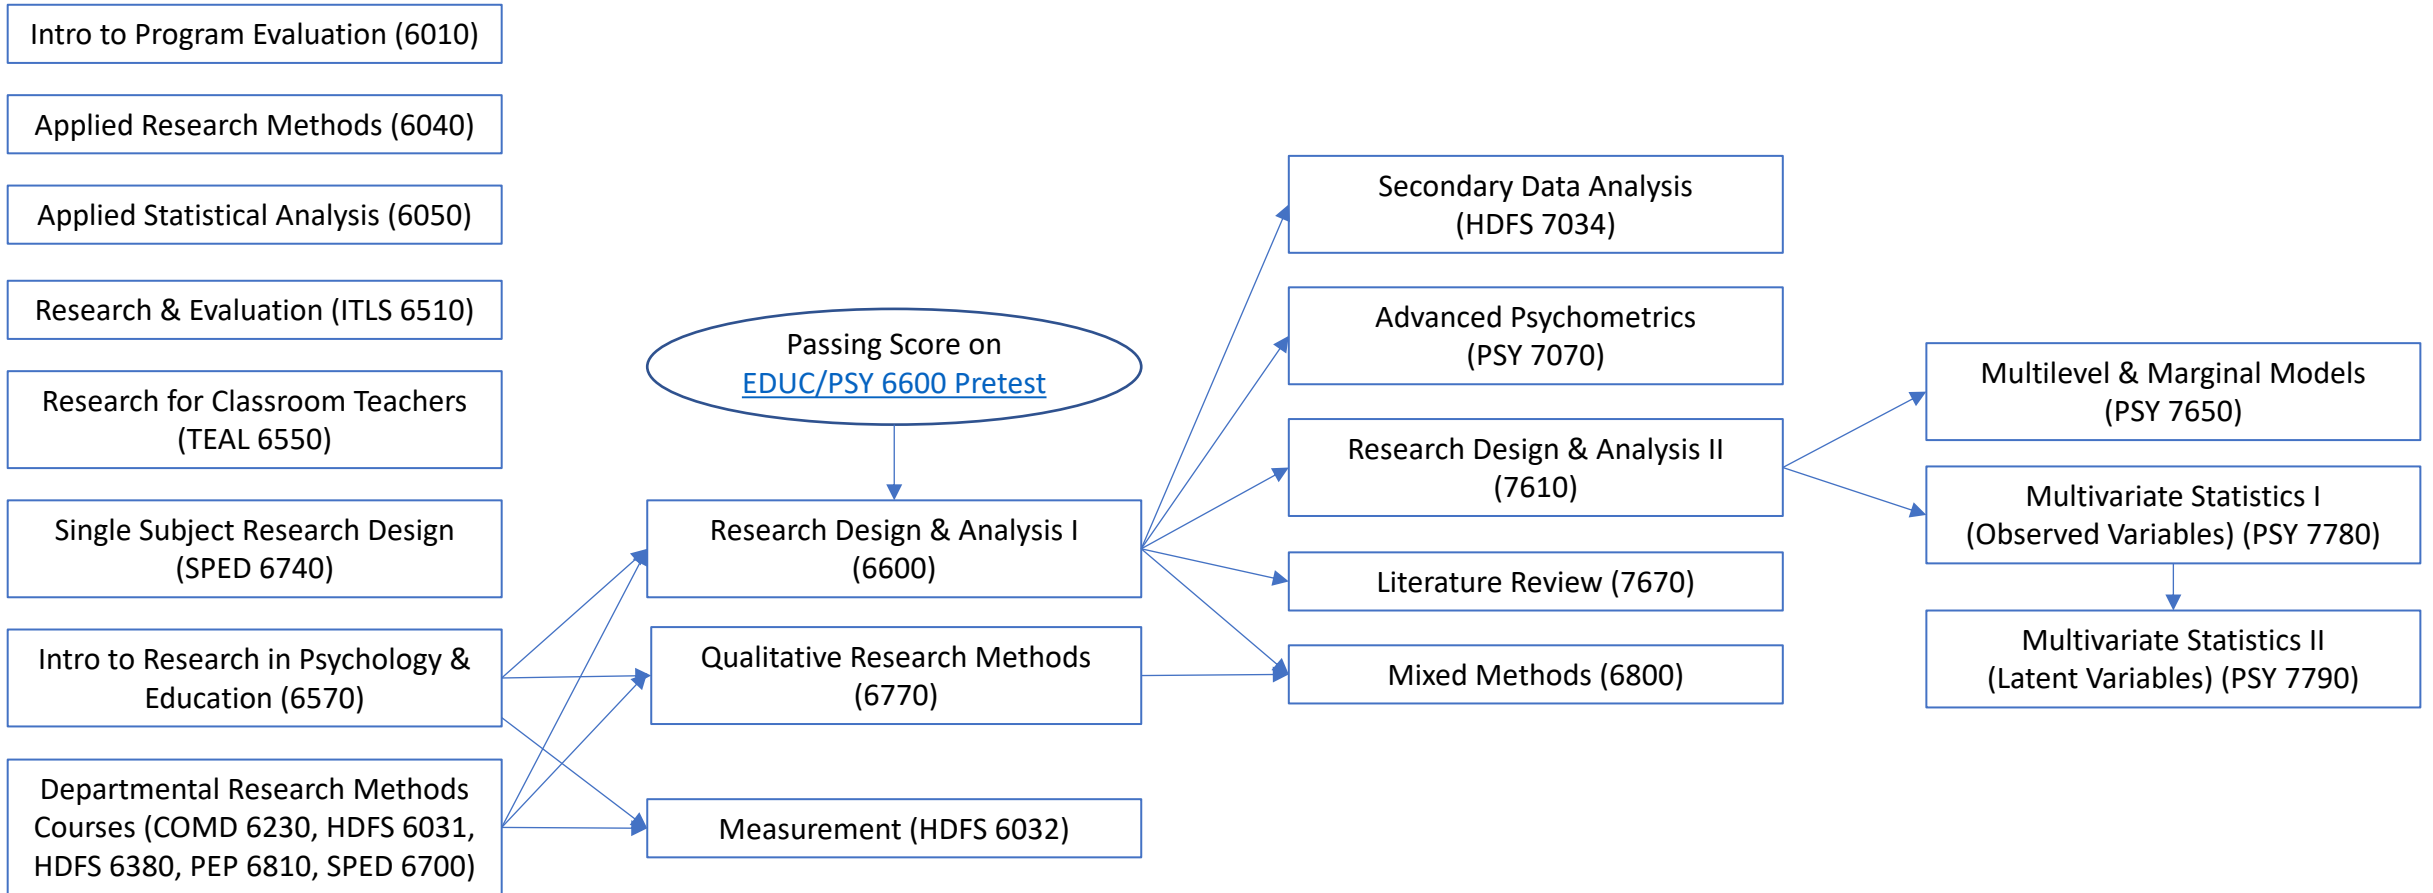 Intro to Program Evaluation (6010)
Applied Research Methods (6040)
Applied Statistical Analysis (6050)
Research & Evaluation (ITLS 6510)
Research for Classroom Teachers
(TEAL 6550)
Single Subject Research Design
(SPED 6740)
Intro to Research in Psychology &
Education (6570)
Departmental Research Methods
Courses (COMD 6230, HDFS 6031,
HDFS 6380, PEP 6810, SPED 6700)
Passing Score on
EDUC/PSY 6600 Pretest
Research Design & Analysis I
(6600)
Qualitative Research Methods
(6770)
Measurement (HDFS 6032)
Secondary Data Analysis
(HDFS 7034)
Advanced Psychometrics
(PSY 7070)
Research Design & Analysis II
(7610)
Literature Review (7670)
Mixed Methods (6800)
Multilevel & Marginal Models
(PSY 7650)
Multivariate Statistics I
(Observed Variables) (PSY 7780)
Multivariate Statistics II
(Latent Variables) (PSY 7790)